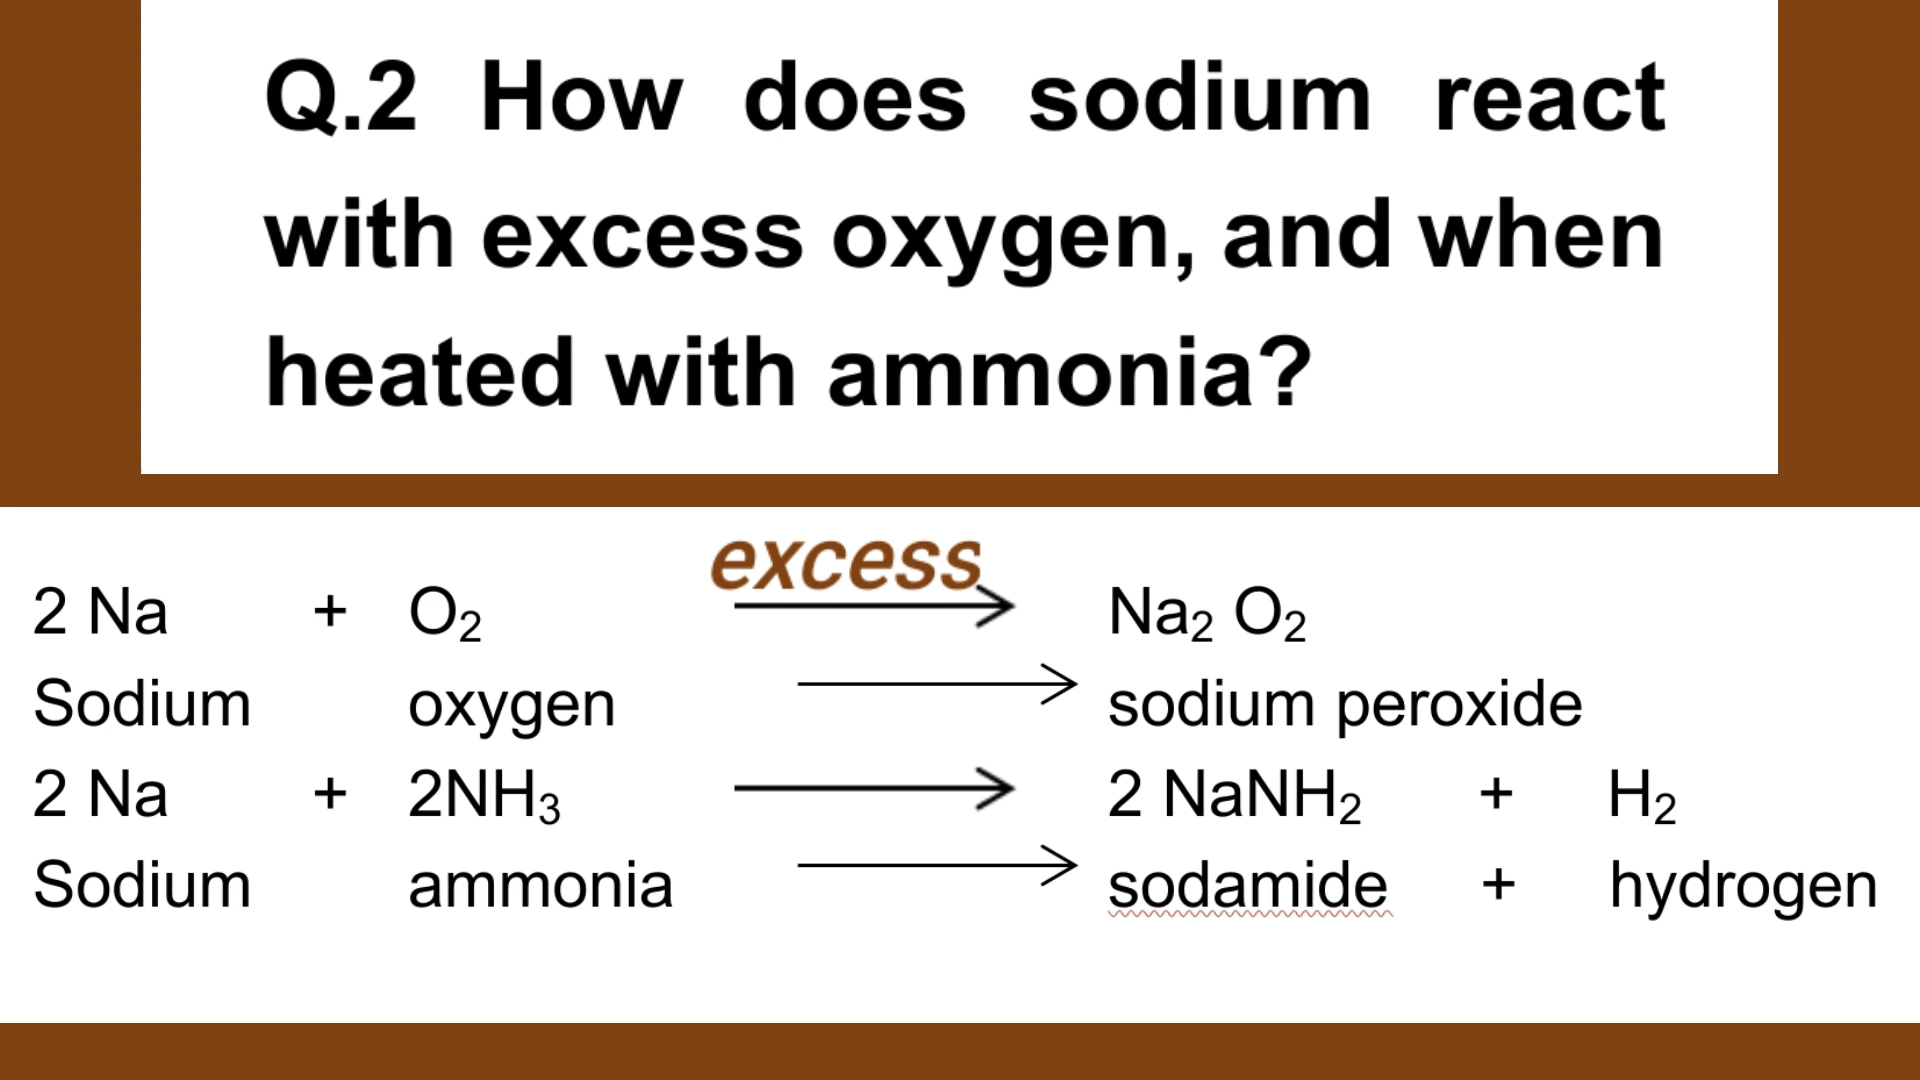 Q.2 How does sodium react
with excess oxygen, and when
heated with ammonia?
excess
2 Na + O₂ → Na₂ O₂
Sodium oxygen → sodium peroxide
2 Na + 2NH₃ → 2 NaNH₂ + H₂
Sodium ammonia → sodamide + hydrogen